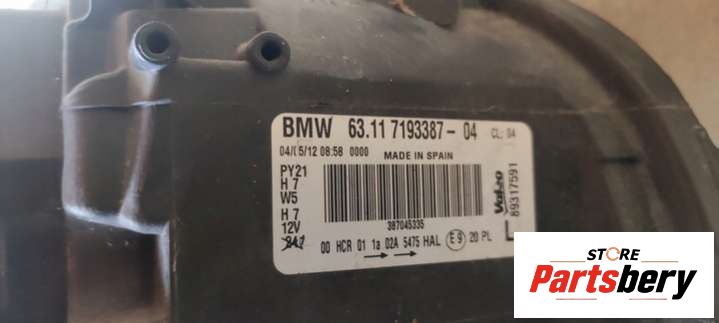 BMW 63.11 7193387-04 CL: 04
04/05/12 08:58 0000 MADE IN SPAIN
PY21
H 7
W5
H 7
12V
387045335
00 HCR 01 1a 02A 5475 HAL E9 20 PL
Valeo
89317591
L
STORE
Partsbery